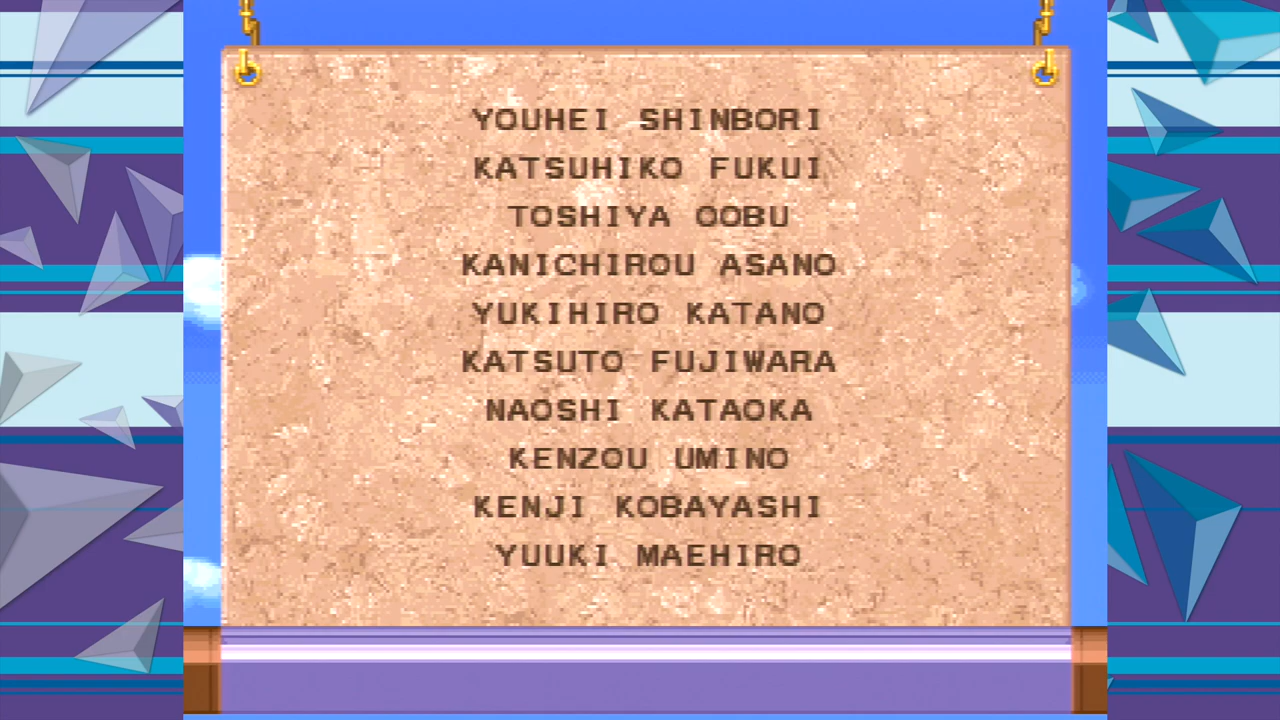 YOUHEI SHINBORI
KATSUHIKO FUKUI
TOSHIYA OOBU
KANICHIROU ASANO
YUKIHIRO KATANO
KATSUTO FUJIWARA
NAOSHI KATAOKA
KENZOU UMINO
KENJI KOBAYASHI
YUUKI MAEHIRO